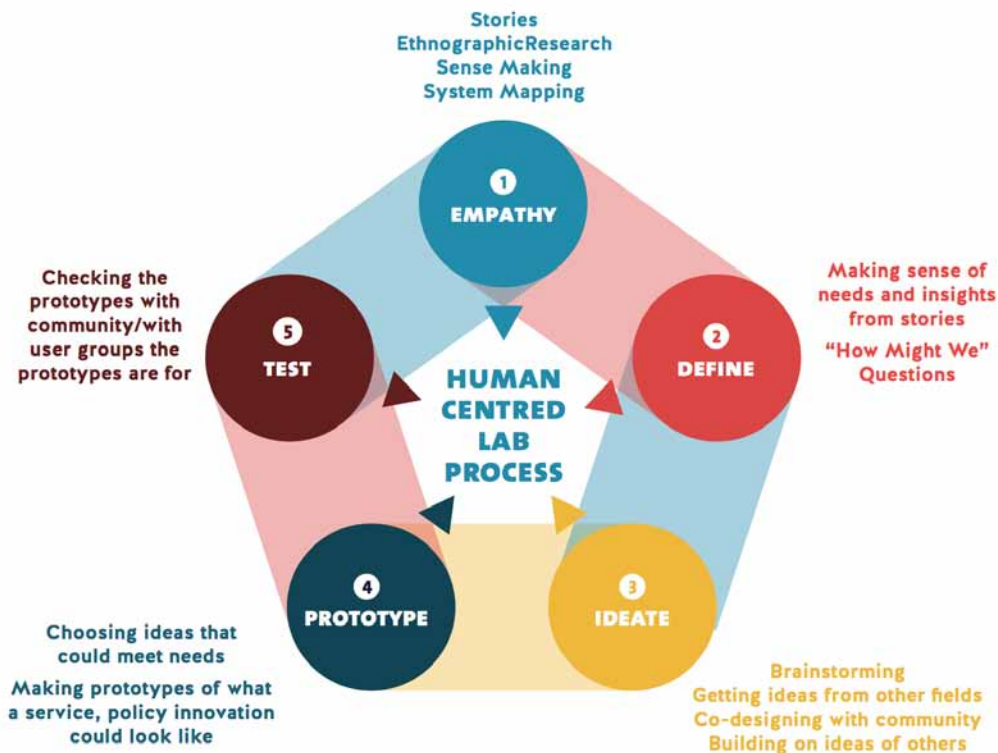 Stories
EthnographicResearch
Sense Making
System Mapping
1
EMPATHY
Making sense of
needs and insights
from stories
“How Might We”
Questions
2
DEFINE
3
IDEATE
Brainstorming
Getting ideas from other fields
Co-designing with community
Building on ideas of others
4
PROTOTYPE
Choosing ideas that
could meet needs
Making prototypes of what
a service, policy innovation
could look like
5
TEST
Checking the
prototypes with
community/with
user groups the
prototypes are for
HUMAN
CENTRED
LAB
PROCESS